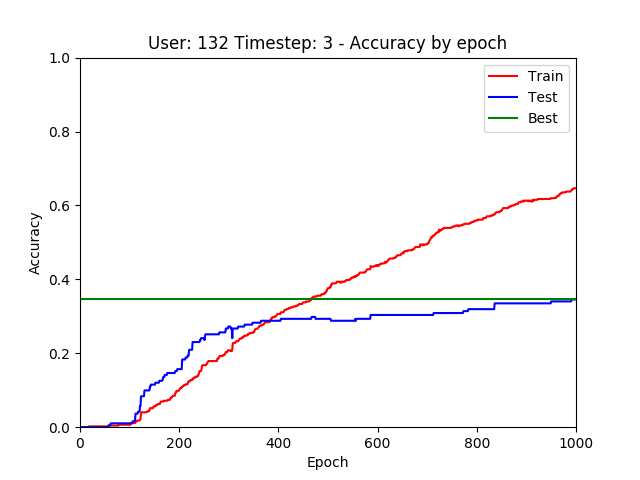 User: 132 Timestep: 3 - Accuracy by epoch
1.0
Train
Test
Best
0.8
0.6
Accuracy
0.4
0.2
0.0
0 200 400 600 800 1000
Epoch